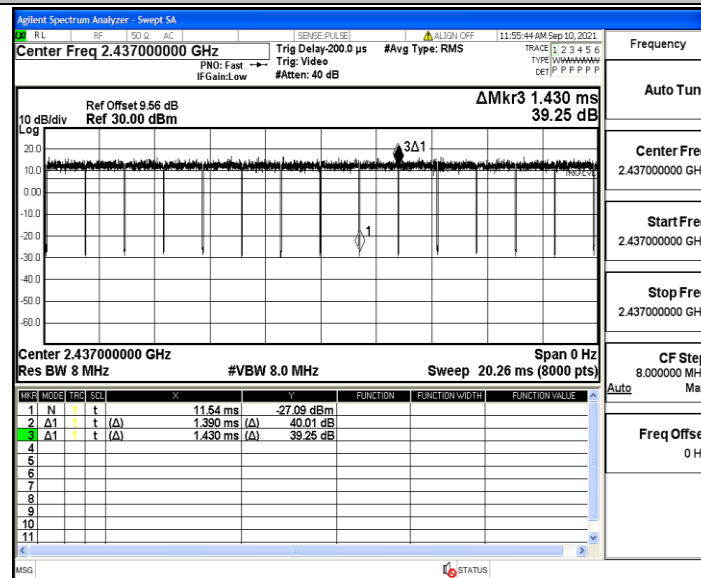 Agilent Spectrum Analyzer - Swept SA
RL RF 50 Ω AC SENSE:PULSE ALIGN OFF 11:55:44 AM Sep 10, 2021
Center Freq 2.437000000 GHz
PNO: Fast
IFGain:Low
Trig Delay-200.0 µs
Trig: Video
#Atten: 40 dB
#Avg Type: RMS
TRACE 1 2 3 4 5 6
TYPE WWWWWW
DET P P P P P P
Ref Offset 9.56 dB
10 dB/div Ref 30.00 dBm
Log
ΔMkr3 1.430 ms
39.25 dB
20.0
10.0
0.00
-10.0
-20.0
-30.0
-40.0
-50.0
-60.0
3Δ1
1
TRIG LVL
Center 2.437000000 GHz Span 0 Hz
Res BW 8 MHz #VBW 8.0 MHz Sweep 20.26 ms (8000 pts)
MKR MODE TRC SCL X Y FUNCTION FUNCTION WIDTH FUNCTION VALUE
1 N 1 t 11.54 ms -27.09 dBm
2 Δ1 1 t (Δ) 1.390 ms (Δ) 40.01 dB
3 Δ1 1 t (Δ) 1.430 ms (Δ) 39.25 dB
4
5
6
7
8
9
10
11
MSG STATUS
Frequency
Auto Tun
Center Fre
2.437000000 GH
Start Fre
2.437000000 GH
Stop Fre
2.437000000 GH
CF Step
8.000000 MH
Auto Ma
Freq Offse
0 H